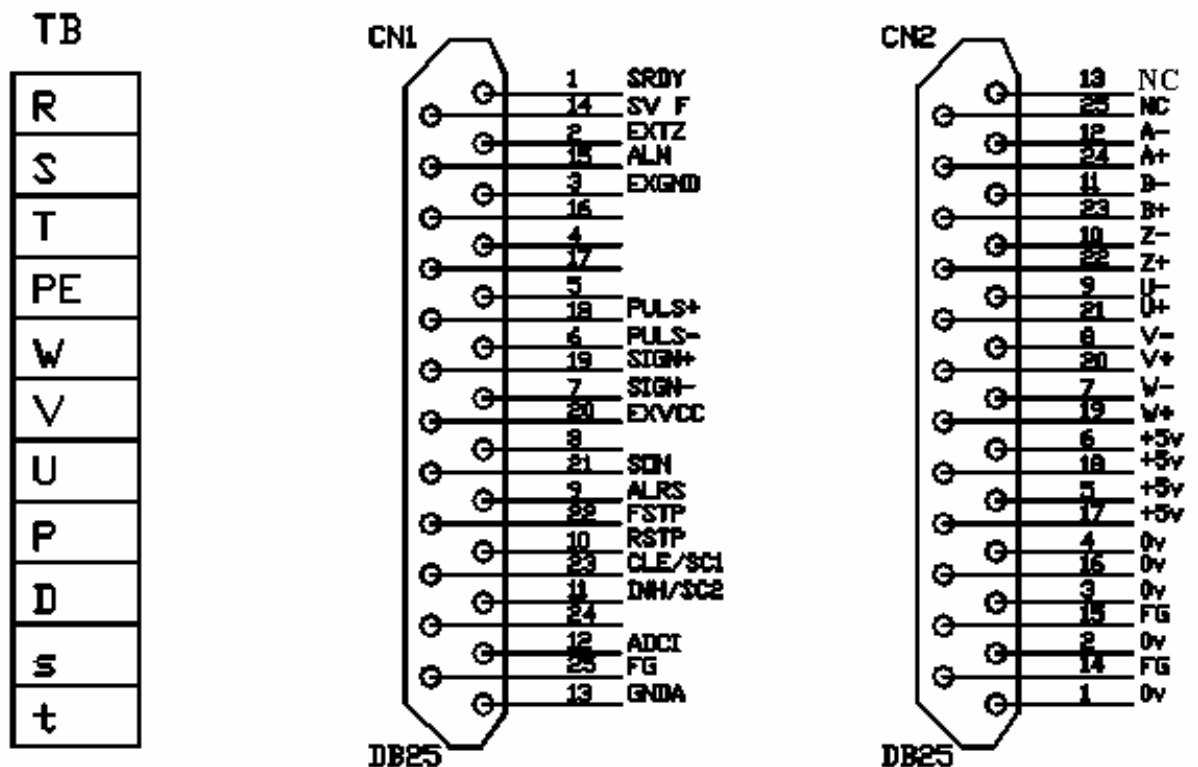 TB
R
S
T
PE
W
V
U
P
D
s
t
CN1
1 SRDY
14 SV F
2 EXTZ
15 ALM
3 EXGND
16
4
17
5
18 PULS+
6 PULS-
19 SIGN+
7 SIGN-
20 EXVCC
8
21 SON
9 ALRS
22 FSTP
10 RSTP
23 CLE/SC1
11 INH/SC2
24
12 ADCI
25 FG
13 GNDA
DB25
CN2
13 NC
25 NC
12 A-
24 A+
11 B-
23 B+
10 Z-
22 Z+
9 U-
21 U+
8 V-
20 V+
7 W-
19 W+
6 +5v
18 +5v
5 +5v
17 +5v
4 0v
16 0v
3 0v
15 FG
2 0v
14 FG
1 0v
DB25